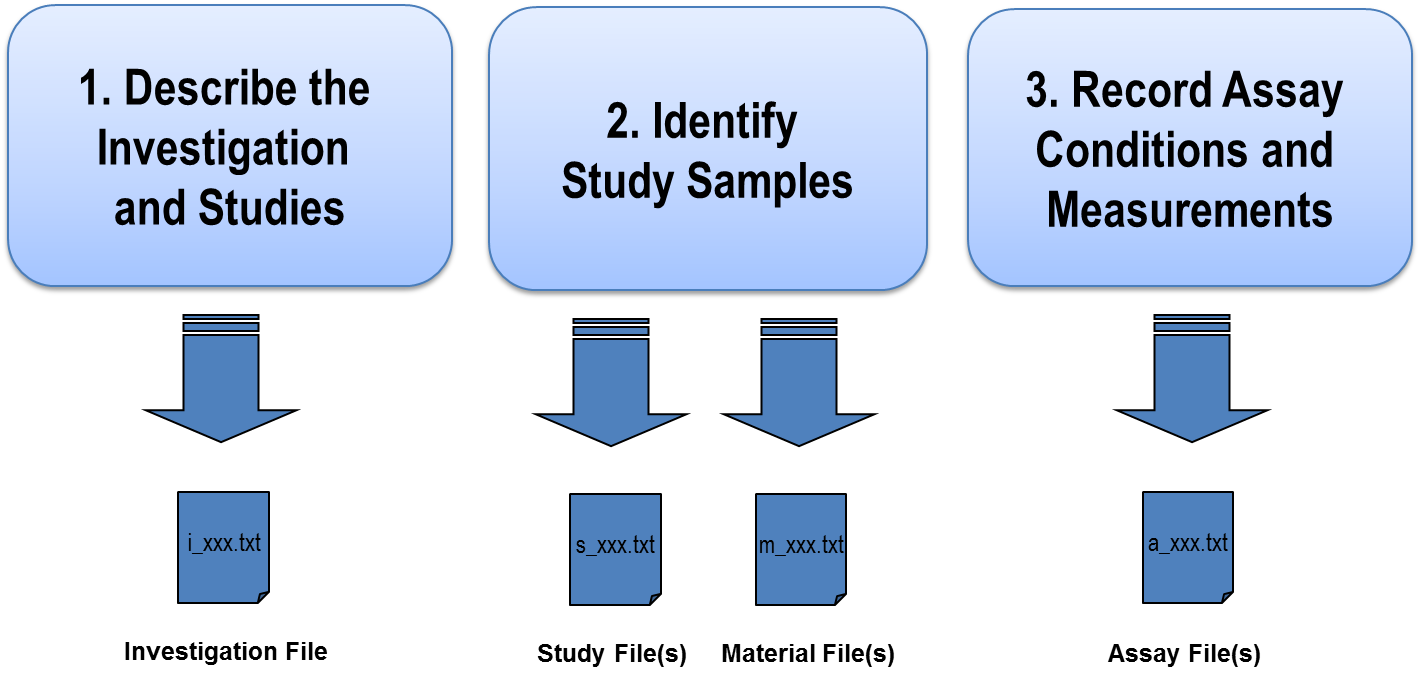 1. Describe the
Investigation
and Studies
2. Identify
Study Samples
3. Record Assay
Conditions and
Measurements
i_xxx.txt
s_xxx.txt
m_xxx.txt
a_xxx.txt
Investigation File
Study File(s)
Material File(s)
Assay File(s)